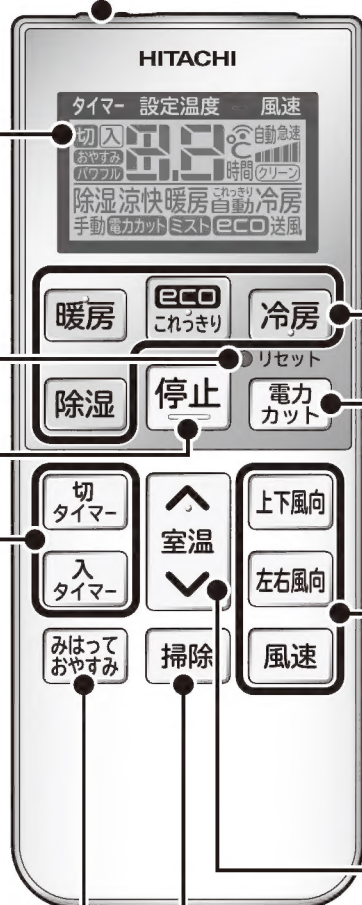 HITACHI
タイマー 設定温度 風速
切 入 8.8 ℃ 自動急速
おやすみ
パワフル 時間 クリーン
除湿涼快暖房これっきり自動冷房
手動電力カットミストeco送風
暖房 eco これっきり 冷房
リセット
除湿 停止 電力カット
切タイマー 上下風向
室温
入タイマー 左右風向
みはっておやすみ 掃除 風速